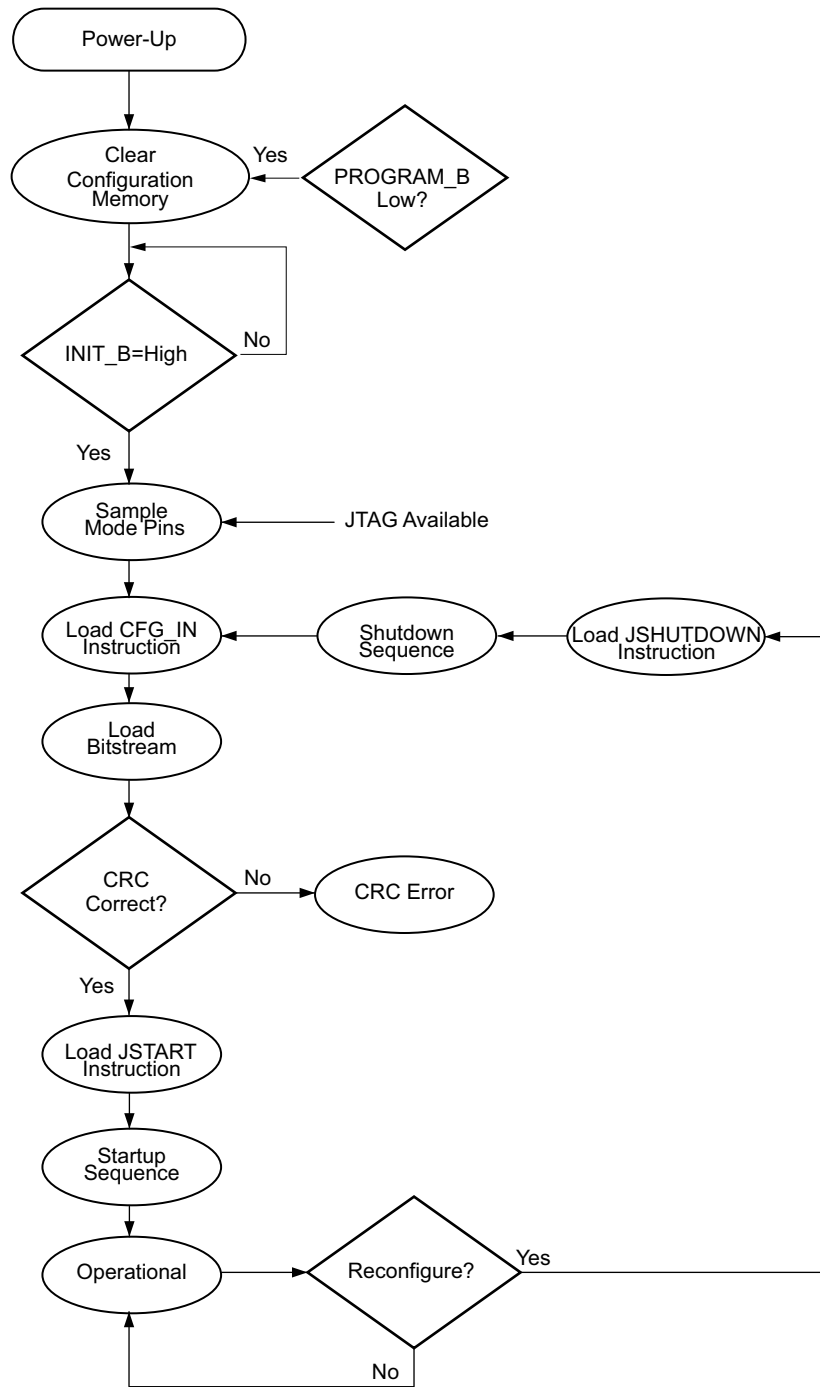 Power-Up
Clear
Configuration
Memory
Yes
PROGRAM_B
Low?
INIT_B=High
No
Yes
Sample
Mode Pins
JTAG Available
Load CFG_IN
Instruction
Shutdown
Sequence
Load JSHUTDOWN
Instruction
Load
Bitstream
CRC
Correct?
No
CRC Error
Yes
Load JSTART
Instruction
Startup
Sequence
Operational
Reconfigure?
Yes
No